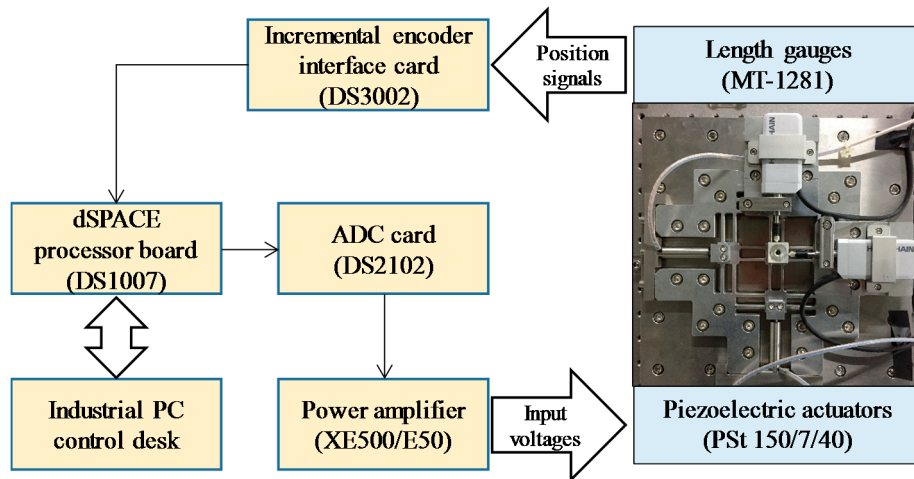 Incremental encoder
interface card
(DS3002)
Position
signals
Length gauges
(MT-1281)
dSPACE
processor board
(DS1007)
ADC card
(DS2102)
Industrial PC
control desk
Power amplifier
(XE500/E50)
Input
voltages
Piezoelectric actuators
(PSt 150/7/40)